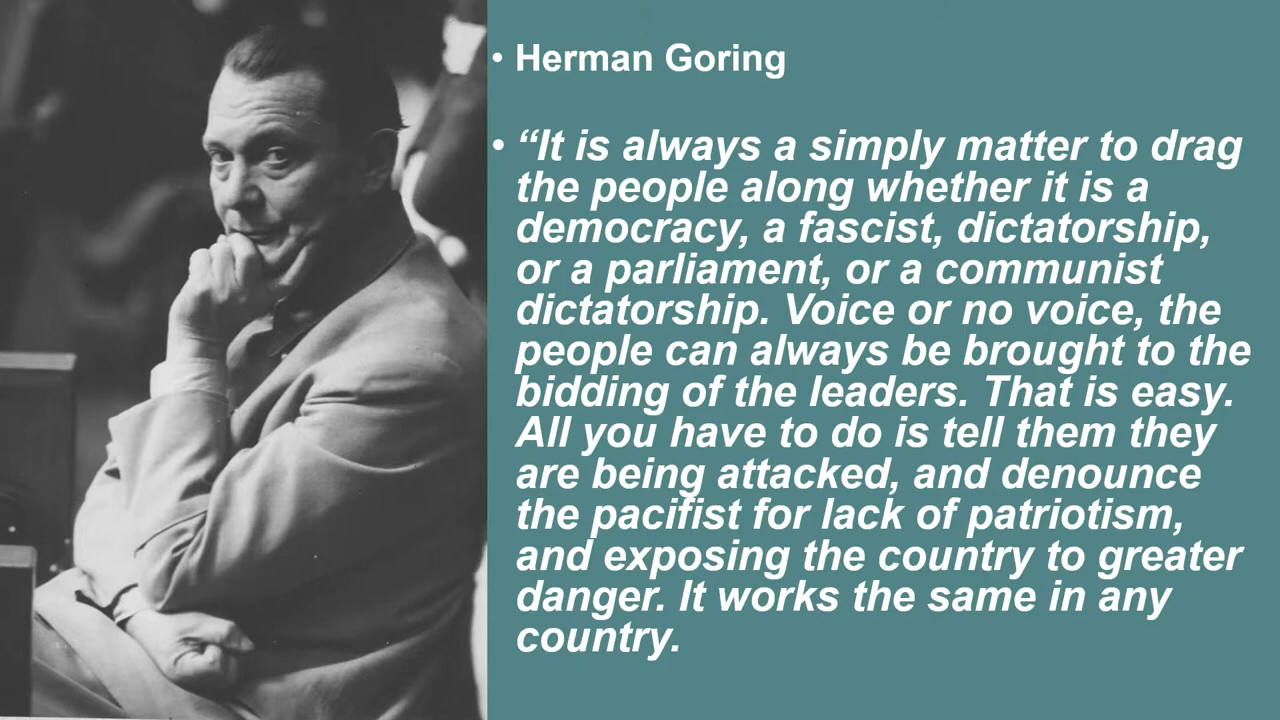 • Herman Goring
• “It is always a simply matter to drag
the people along whether it is a
democracy, a fascist, dictatorship,
or a parliament, or a communist
dictatorship. Voice or no voice, the
people can always be brought to the
bidding of the leaders. That is easy.
All you have to do is tell them they
are being attacked, and denounce
the pacifist for lack of patriotism,
and exposing the country to greater
danger. It works the same in any
country.